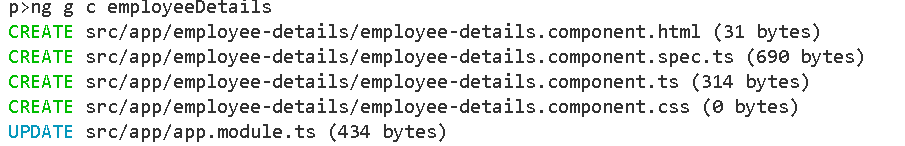 p>ng g c employeeDetails
CREATE src/app/employee-details/employee-details.component.html (31 bytes)
CREATE src/app/employee-details/employee-details.component.spec.ts (690 bytes)
CREATE src/app/employee-details/employee-details.component.ts (314 bytes)
CREATE src/app/employee-details/employee-details.component.css (0 bytes)
UPDATE src/app/app.module.ts (434 bytes)